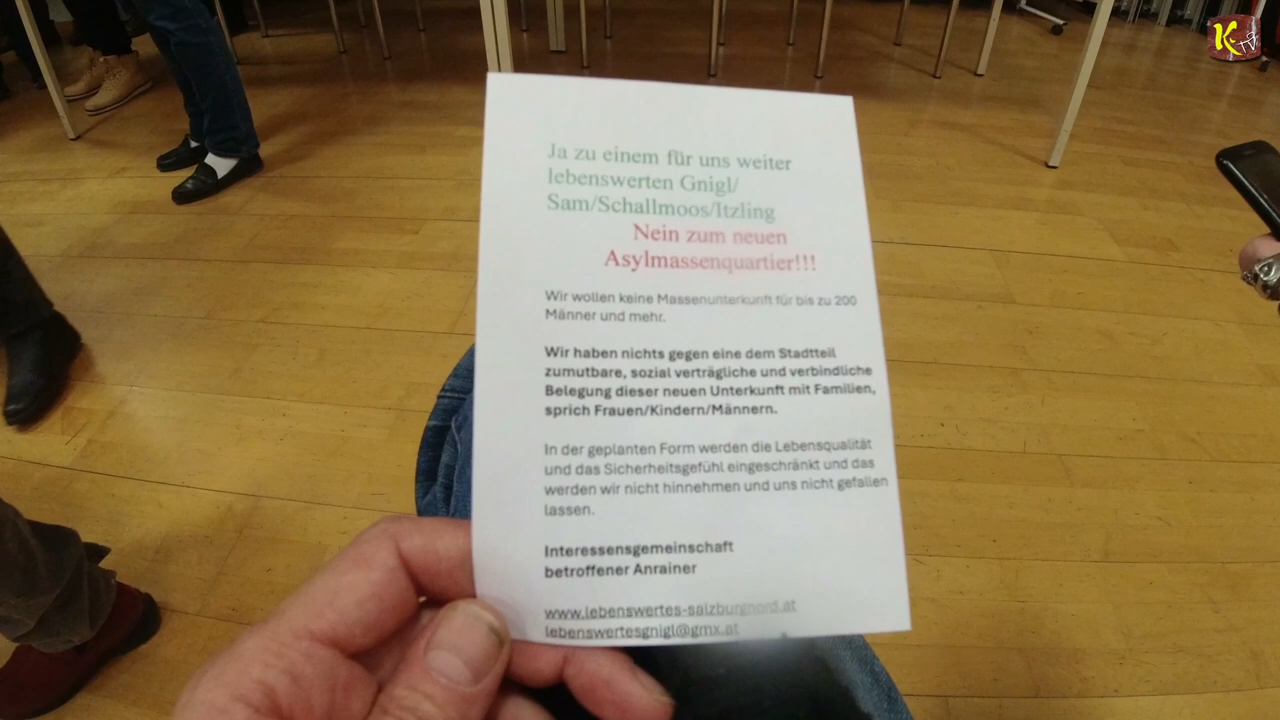 Ja zu einem für uns weiter
lebenswerten Gnigl/
Sam/Schallmoos/Itzling
Nein zum neuen
Asylmassenquartier!!!
Wir wollen keine Massenunterkunft für bis zu 200
Männer und mehr.
Wir haben nichts gegen eine dem Stadtteil
zumutbare, sozial verträgliche und verbindliche
Belegung dieser neuen Unterkunft mit Familien,
sprich Frauen/Kindern/Männern.
In der geplanten Form werden die Lebensqualität
und das Sicherheitsgefühl eingeschränkt und das
werden wir nicht hinnehmen und uns nicht gefallen
lassen.
Interessensgemeinschaft
betroffener Anrainer
www.lebenswertes-salzburgnord.at
lebenswertesgnigl@gmx.at
K TV